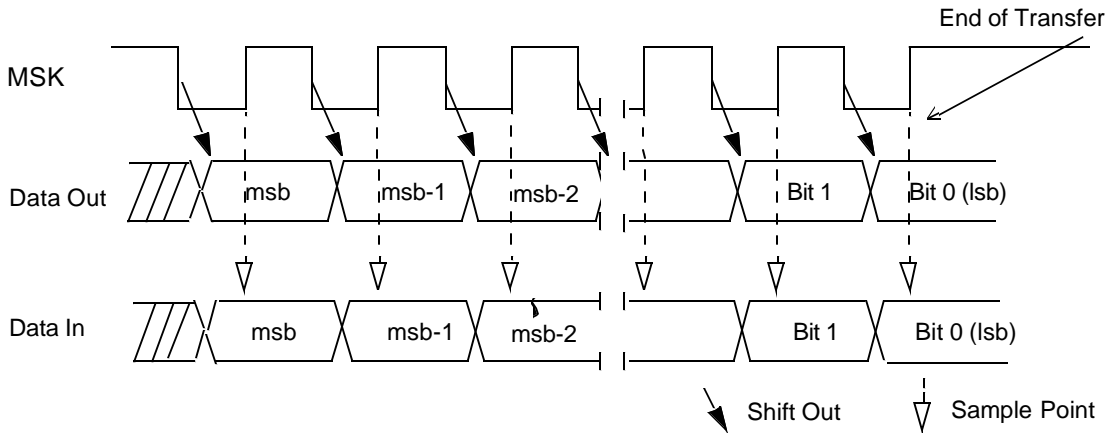 End of Transfer
MSK
Data Out
msb
msb-1
msb-2
Bit 1
Bit 0 (lsb)
Data In
msb
msb-1
msb-2
Bit 1
Bit 0 (lsb)
Shift Out
Sample Point